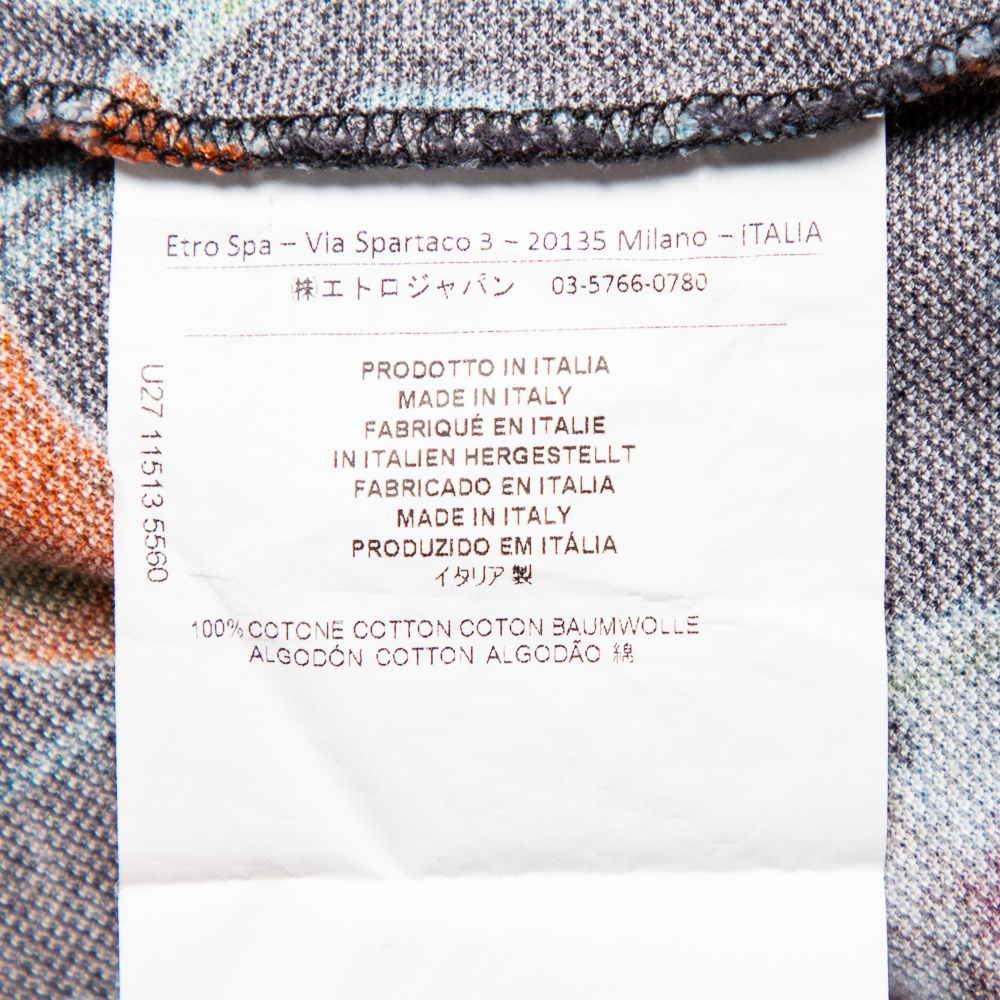 Etro Spa – Via Spartaco 3 – 20135 Milano – ITALIA
㈱エトロジャパン 03-5766-0780
U27 11513 5560
PRODOTTO IN ITALIA
MADE IN ITALY
FABRIQUÉ EN ITALIE
IN ITALIEN HERGESTELLT
FABRICADO EN ITALIA
MADE IN ITALY
PRODUZIDO EM ITÁLIA
イタリア製
100% COTONE COTTON COTON BAUMWOLLE
ALGODÓN COTTON ALGODÃO 綿